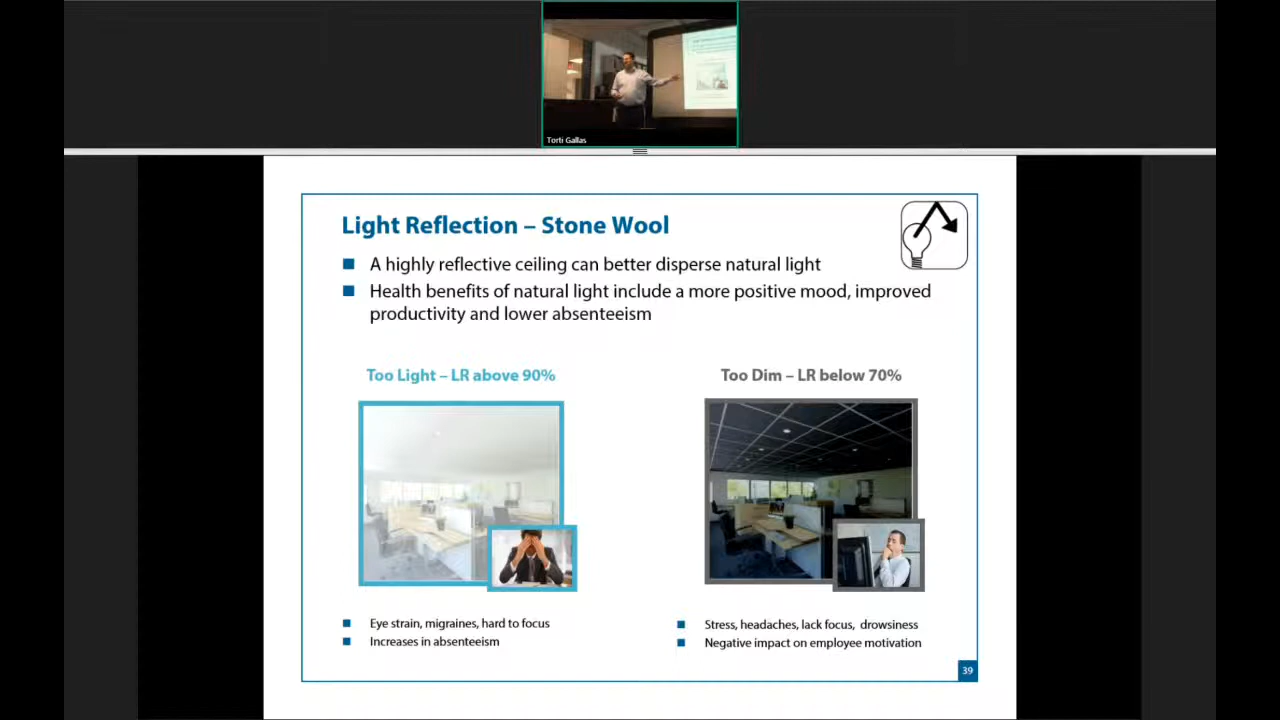 Torti Gallas
Light Reflection – Stone Wool
A highly reflective ceiling can better disperse natural light
Health benefits of natural light include a more positive mood, improved
productivity and lower absenteeism
Too Light – LR above 90%
Too Dim – LR below 70%
Eye strain, migraines, hard to focus
Increases in absenteeism
Stress, headaches, lack focus, drowsiness
Negative impact on employee motivation
39